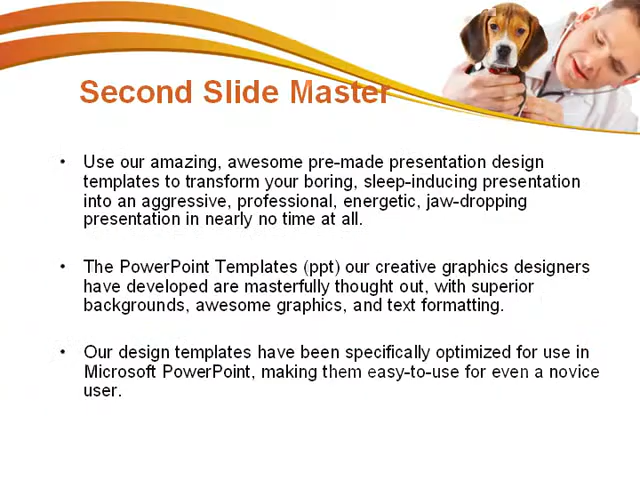 Second Slide Master
• Use our amazing, awesome pre-made presentation design
templates to transform your boring, sleep-inducing presentation
into an aggressive, professional, energetic, jaw-dropping
presentation in nearly no time at all.
• The PowerPoint Templates (ppt) our creative graphics designers
have developed are masterfully thought out, with superior
backgrounds, awesome graphics, and text formatting.
• Our design templates have been specifically optimized for use in
Microsoft PowerPoint, making them easy-to-use for even a novice
user.